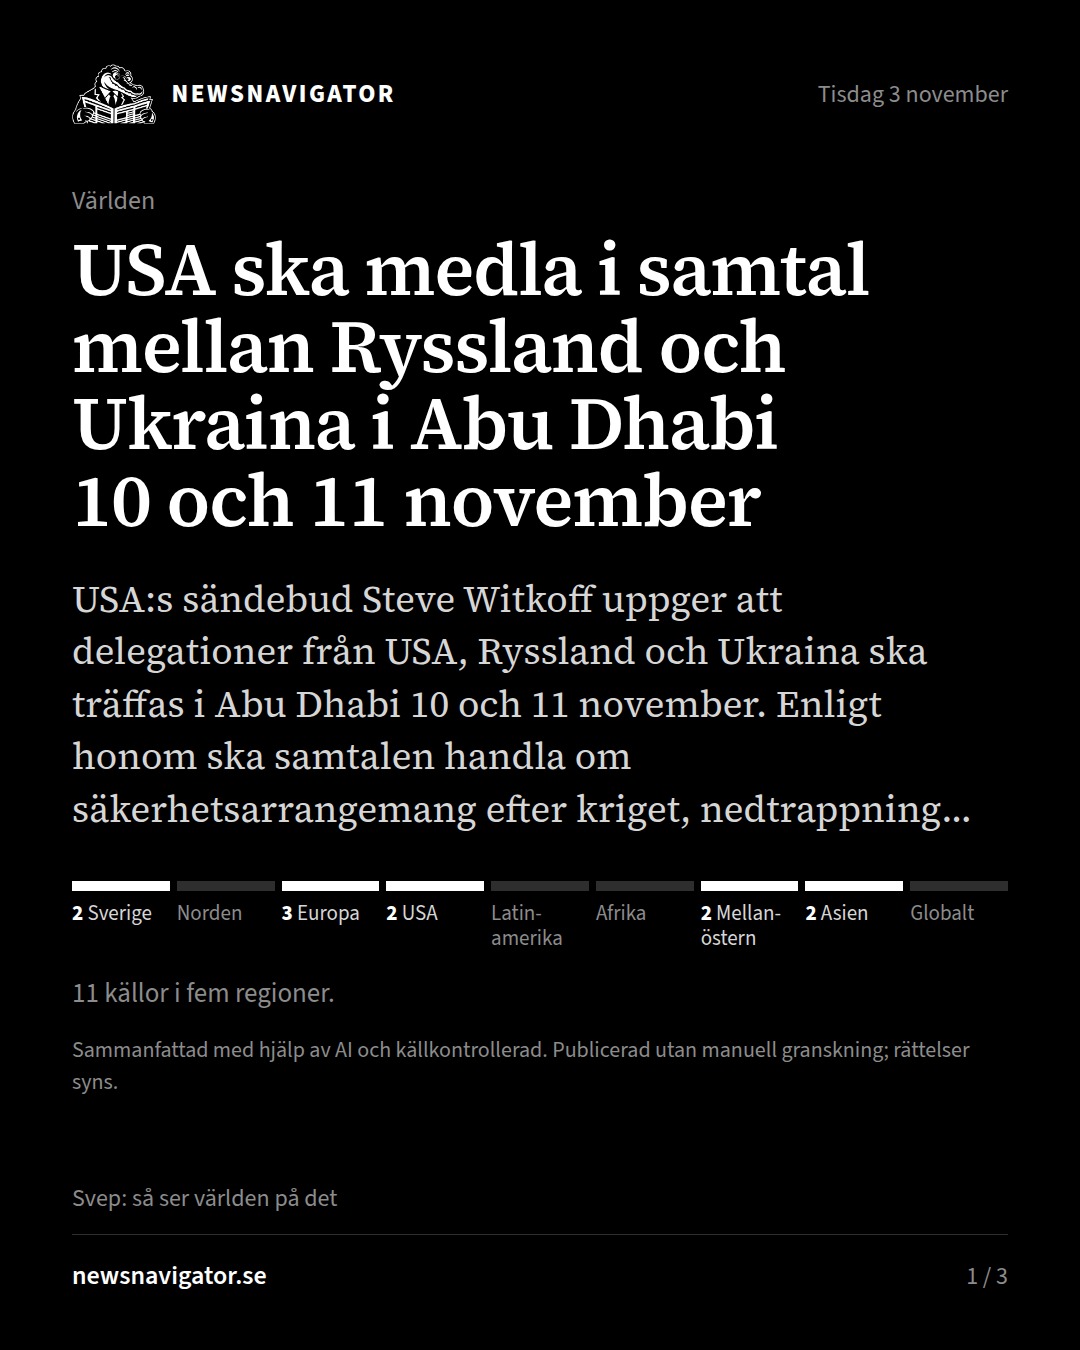 NEWSNAVIGATOR
Tisdag 3 november
Världen
USA ska medla i samtal
mellan Ryssland och
Ukraina i Abu Dhabi
10 och 11 november
USA:s sändebud Steve Witkoff uppger att
delegationer från USA, Ryssland och Ukraina ska
träffas i Abu Dhabi 10 och 11 november. Enligt
honom ska samtalen handla om
säkerhetsarrangemang efter kriget, nedtrappning...
2 Sverige
Norden
3 Europa
2 USA
Latin-
amerika
Afrika
2 Mellan-
östern
2 Asien
Globalt
11 källor i fem regioner.
Sammanfattad med hjälp av AI och källkontrollerad. Publicerad utan manuell granskning; rättelser
syns.
Svep: så ser världen på det
newsnavigator.se
1 / 3